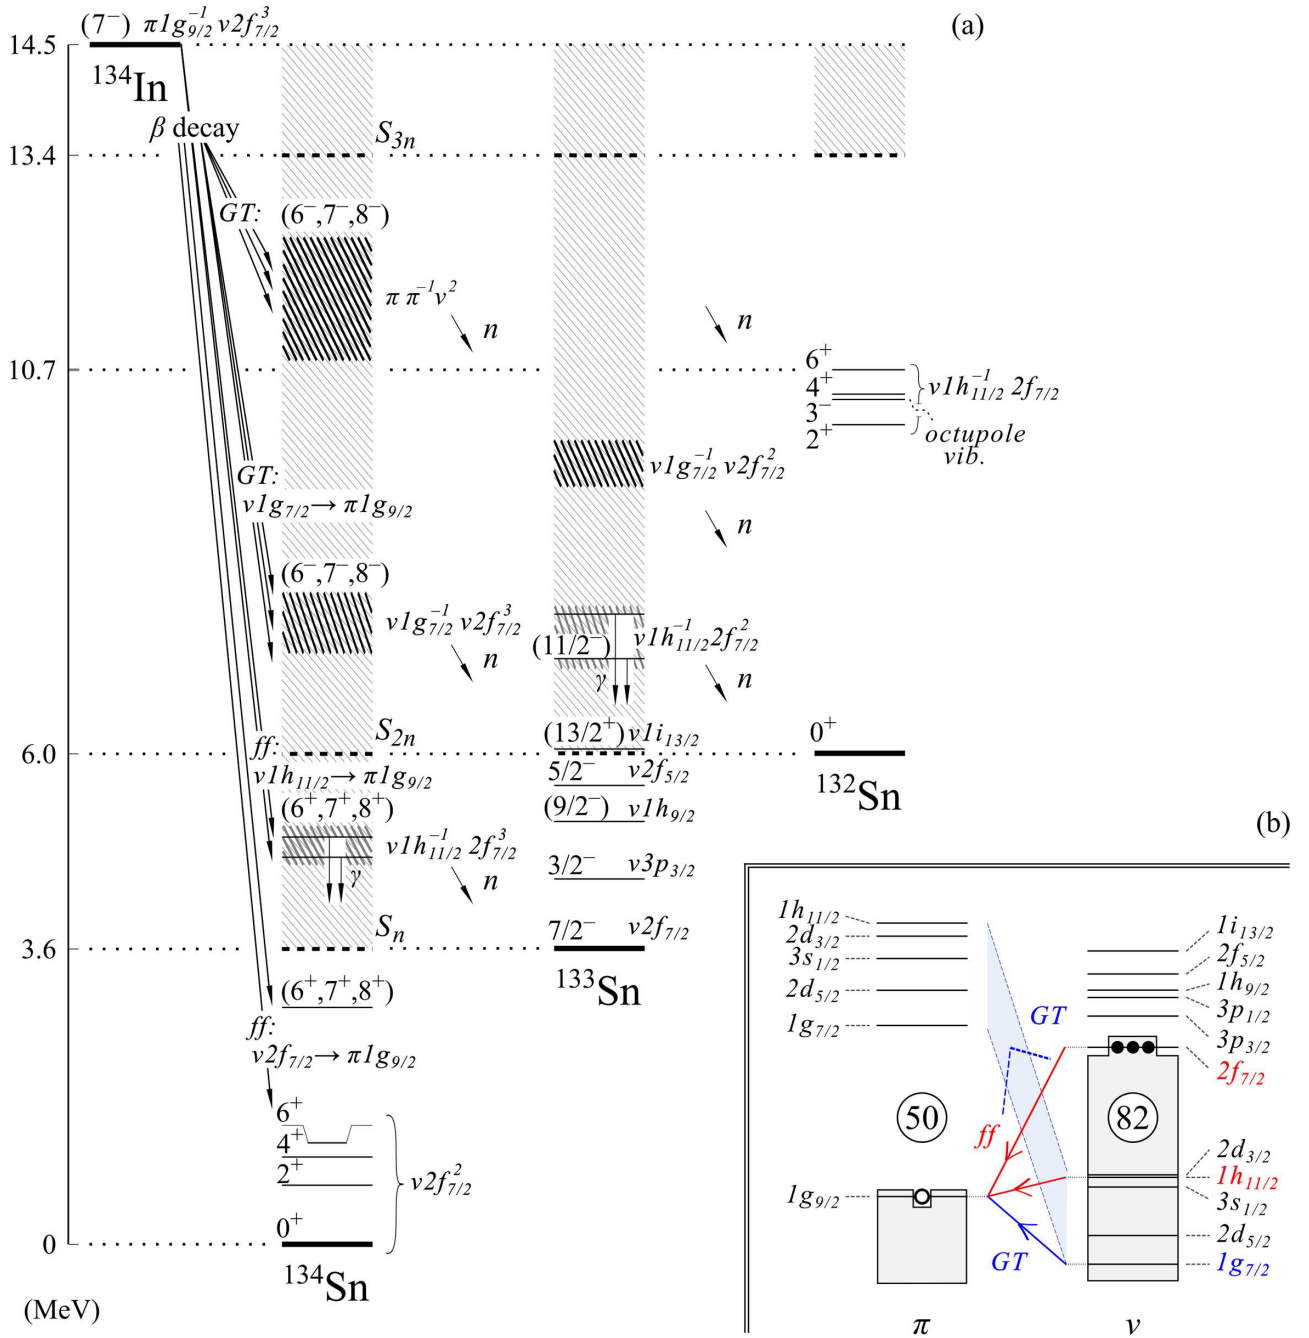 (a)
(7⁻) π1g₉/₂⁻¹ ν2f₇/₂³
14.5
¹³⁴In
β decay
S₃ₙ
13.4
GT: (6⁻,7⁻,8⁻)
π π⁻¹ν²
n
n
10.7
6⁺
4⁺
3⁻
2⁺
ν1h₁₁/₂⁻¹ 2f₇/₂
octupole
vib.
GT:
ν1g₇/₂→ π1g₉/₂
ν1g₇/₂⁻¹ ν2f₇/₂²
n
(6⁻,7⁻,8⁻)
ν1g₇/₂⁻¹ ν2f₇/₂³
n
(11/2⁻)
ν1h₁₁/₂⁻¹2f₇/₂²
γ
n
S₂ₙ
(13/2⁺) ν1i₁₃/₂
0⁺
6.0
¹³²Sn
ff:
ν1h₁₁/₂→ π1g₉/₂
5/2⁻ ν2f₅/₂
(6⁺,7⁺,8⁺)
(9/2⁻) ν1h₉/₂
ν1h₁₁/₂⁻¹ 2f₇/₂³
γ
n
3/2⁻ ν3p₃/₂
Sₙ
7/2⁻ ν2f₇/₂
3.6
¹³³Sn
(6⁺,7⁺,8⁺)
ff:
ν2f₇/₂→ π1g₉/₂
6⁺
4⁺
2⁺
0⁺
ν2f₇/₂²
0
¹³⁴Sn
(MeV)
(b)
1h₁₁/₂
2d₃/₂
3s₁/₂
2d₅/₂
1g₇/₂
50
1g₉/₂
π
GT
ff
GT
1i₁₃/₂
2f₅/₂
1h₉/₂
3p₁/₂
3p₃/₂
2f₇/₂
82
2d₃/₂
1h₁₁/₂
3s₁/₂
2d₅/₂
1g₇/₂
ν